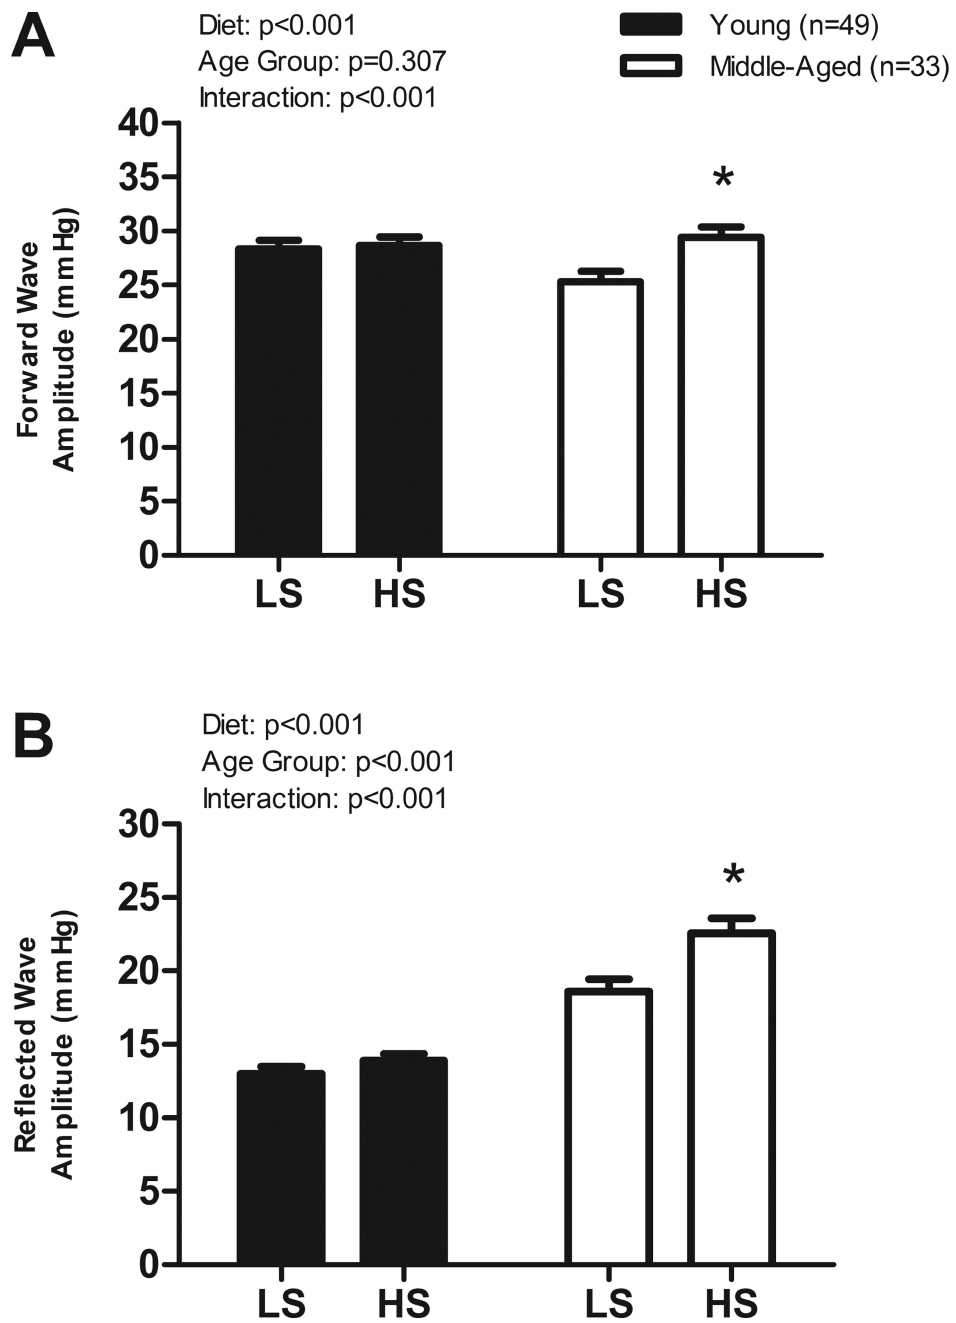 A
Diet: p<0.001
Age Group: p=0.307
Interaction: p<0.001
Young (n=49)
Middle-Aged (n=33)
Forward Wave
Amplitude (mmHg)
40
35
30
25
20
15
10
5
0
*
LS
HS
LS
HS
B
Diet: p<0.001
Age Group: p<0.001
Interaction: p<0.001
Reflected Wave
Amplitude (mmHg)
30
25
20
15
10
5
0
*
LS
HS
LS
HS